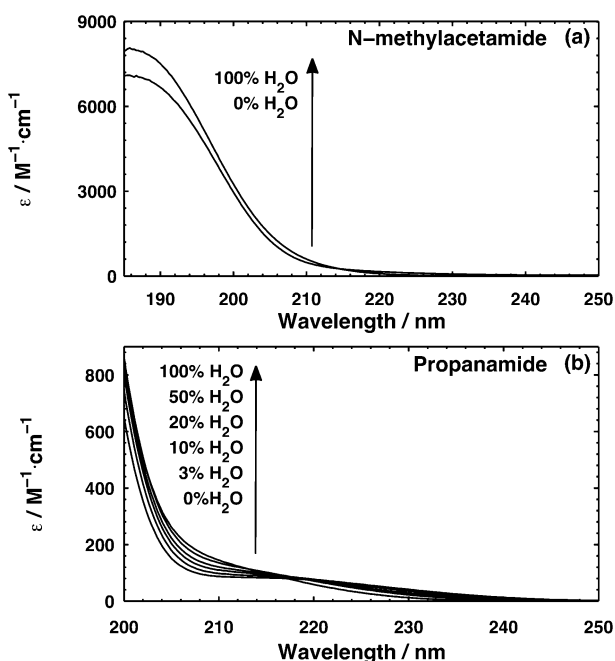 N−methylacetamide (a)
9000
6000
3000
0
ε / M⁻¹·cm⁻¹
100% H₂O
0% H₂O
190 200 210 220 230 240 250
Wavelength / nm
Propanamide (b)
800
600
400
200
0
ε / M⁻¹·cm⁻¹
100% H₂O
50% H₂O
20% H₂O
10% H₂O
3% H₂O
0%H₂O
200 210 220 230 240 250
Wavelength / nm